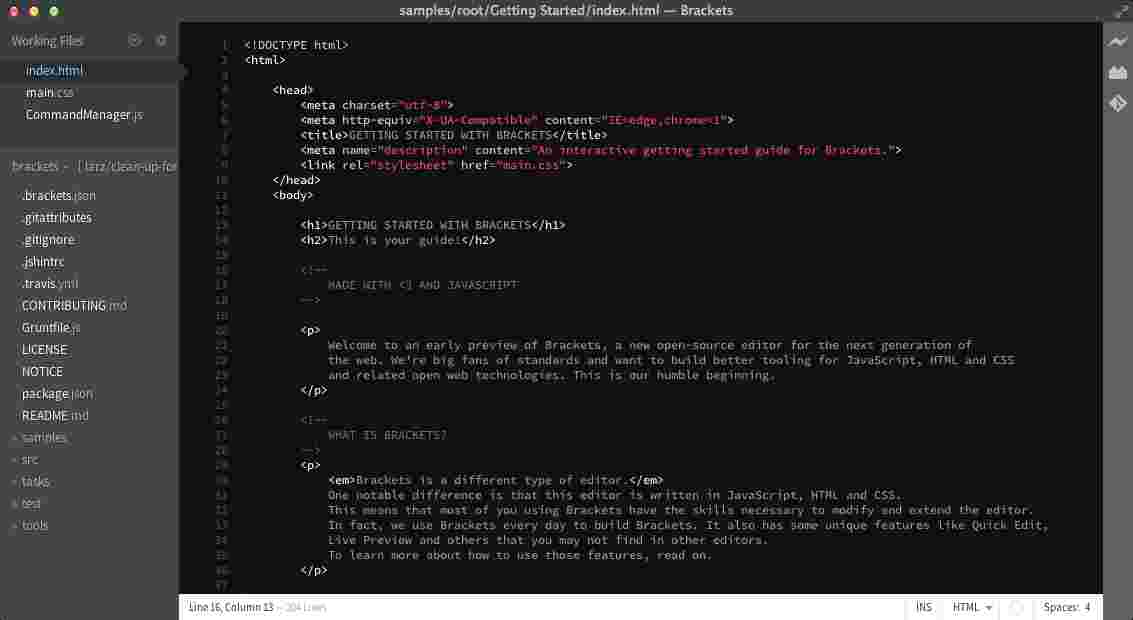 samples/root/Getting Started/index.html — Brackets
Working Files
index.html
main.css
CommandManager.js
brackets - [ larz/clean-up-for
.brackets.json
.gitattributes
.gitignore
.jshintrc
.travis.yml
CONTRIBUTING.md
Gruntfile.js
LICENSE
NOTICE
package.json
README.md
samples
src
tasks
test
tools
1 <!DOCTYPE html>
2 <html>
3
4 <head>
5 <meta charset="utf-8">
6 <meta http-equiv="X-UA-Compatible" content="IE=edge,chrome=1">
7 <title>GETTING STARTED WITH BRACKETS</title>
8 <meta name="description" content="An interactive getting started guide for Brackets.">
9 <link rel="stylesheet" href="main.css">
10 </head>
11 <body>
12
13 <h1>GETTING STARTED WITH BRACKETS</h1>
14 <h2>This is your guide!</h2>
15
16 <!--
17 MADE WITH <3 AND JAVASCRIPT
18 -->
19
20 <p>
21 Welcome to an early preview of Brackets, a new open-source editor for the next generation of
22 the web. We're big fans of standards and want to build better tooling for JavaScript, HTML and CSS
23 and related open web technologies. This is our humble beginning.
24 </p>
25
26 <!--
27 WHAT IS BRACKETS?
28 -->
29 <p>
30 <em>Brackets is a different type of editor.</em>
31 One notable difference is that this editor is written in JavaScript, HTML and CSS.
32 This means that most of you using Brackets have the skills necessary to modify and extend the editor.
33 In fact, we use Brackets every day to build Brackets. It also has some unique features like Quick Edit,
34 Live Preview and others that you may not find in other editors.
35 To learn more about how to use those features, read on.
36 </p>
37
Line 16, Column 13 — 204 Lines
INS
HTML
Spaces: 4